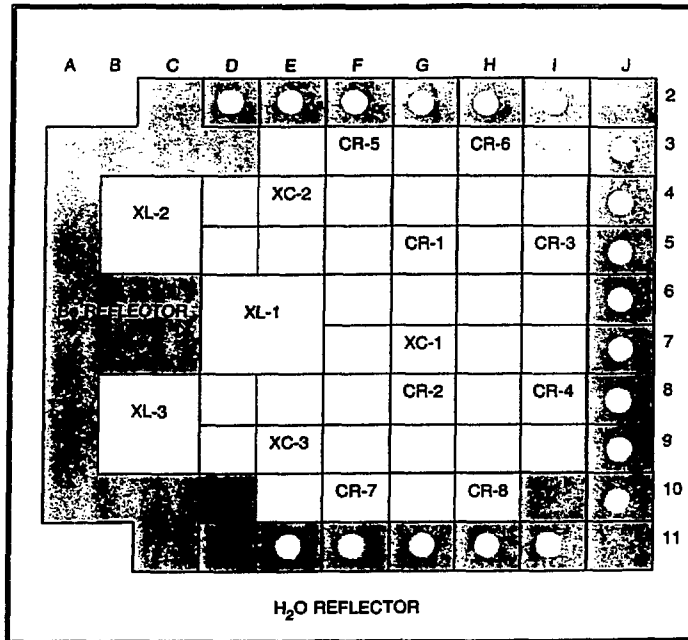 A B C D E F G H I J
2
CR-5 CR-6 3
XL-2 XC-2 4
CR-1 CR-3 5
REFLECTOR XL-1 6
XC-1 7
XL-3 CR-2 CR-4 8
XC-3 9
CR-7 CR-8 10
11
H₂O REFLECTOR